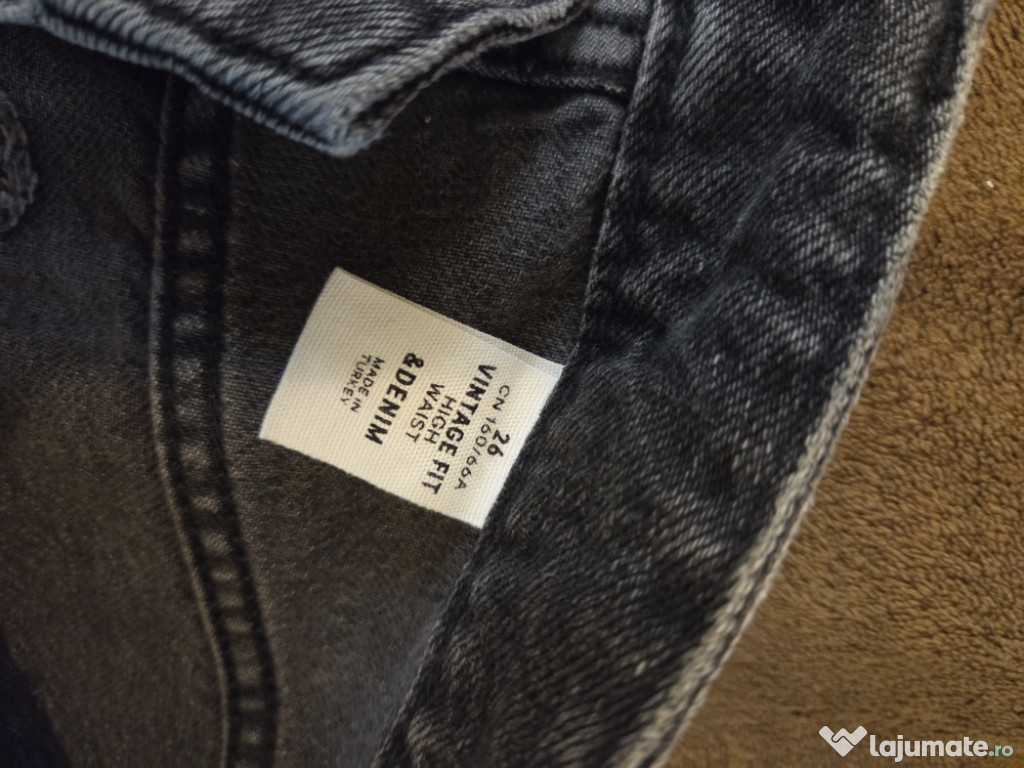 26
CN 160/66A
VINTAGE FIT
HIGH
WAIST
&DENIM
MADE IN
TURKEY
lajumate.ro